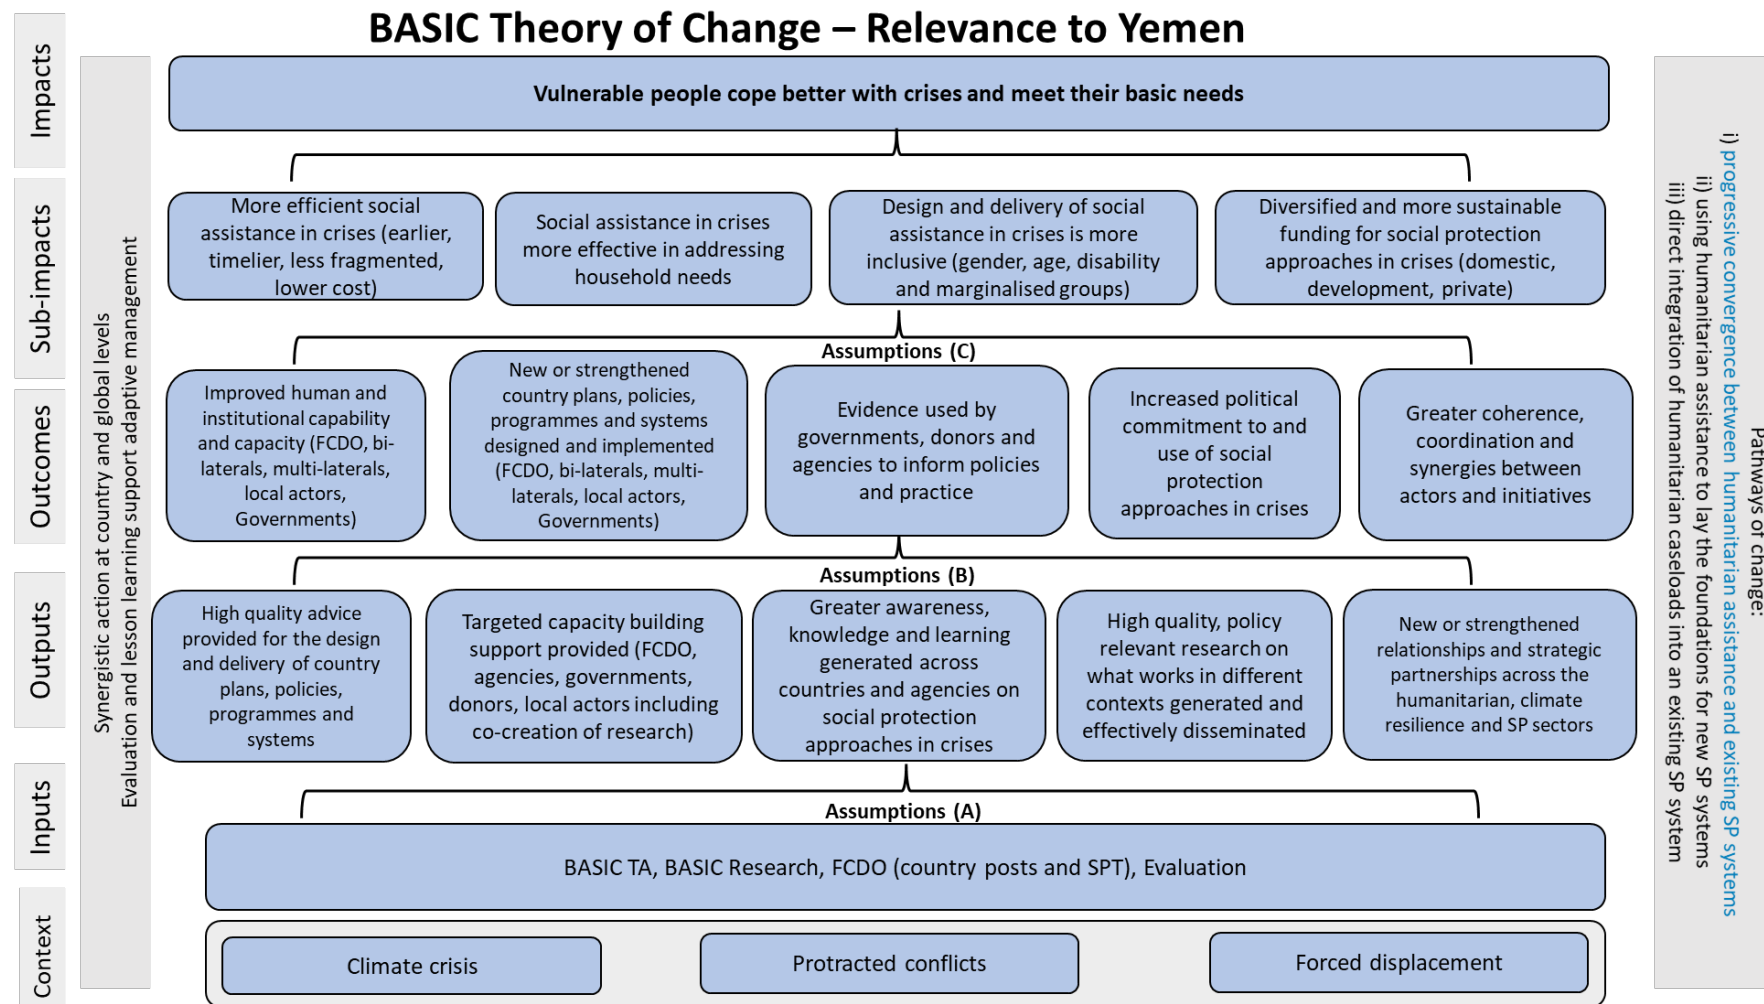 BASIC Theory of Change – Relevance to Yemen
Impacts
Vulnerable people cope better with crises and meet their basic needs
Sub-impacts
More efficient social
assistance in crises (earlier,
timelier, less fragmented,
lower cost)
Social assistance in crises
more effective in addressing
household needs
Design and delivery of social
assistance in crises is more
inclusive (gender, age, disability
and marginalised groups)
Diversified and more sustainable
funding for social protection
approaches in crises (domestic,
development, private)
Assumptions (C)
Outcomes
Improved human and
institutional capability
and capacity (FCDO, bi-
laterals, multi-laterals,
local actors,
Governments)
New or strengthened
country plans, policies,
programmes and systems
designed and implemented
(FCDO, bi-laterals, multi-
laterals, local actors,
Governments)
Evidence used by
governments, donors and
agencies to inform policies
and practice
Increased political
commitment to and
use of social
protection
approaches in crises
Greater coherence,
coordination and
synergies between
actors and initiatives
Assumptions (B)
Outputs
High quality advice
provided for the design
and delivery of country
plans, policies,
programmes and
systems
Targeted capacity building
support provided (FCDO,
agencies, governments,
donors, local actors including
co-creation of research)
Greater awareness,
knowledge and learning
generated across
countries and agencies on
social protection
approaches in crises
High quality, policy
relevant research on
what works in different
contexts generated and
effectively disseminated
New or strengthened
relationships and strategic
partnerships across the
humanitarian, climate
resilience and SP sectors
Assumptions (A)
Inputs
BASIC TA, BASIC Research, FCDO (country posts and SPT), Evaluation
Context
Climate crisis
Protracted conflicts
Forced displacement
Synergistic action at country and global levels
Evaluation and lesson learning support adaptive management
Pathways of change:
i) progressive convergence between humanitarian assistance and existing SP systems
ii) using humanitarian assistance to lay the foundations for new SP systems
iii) direct integration of humanitarian caseloads into an existing SP system